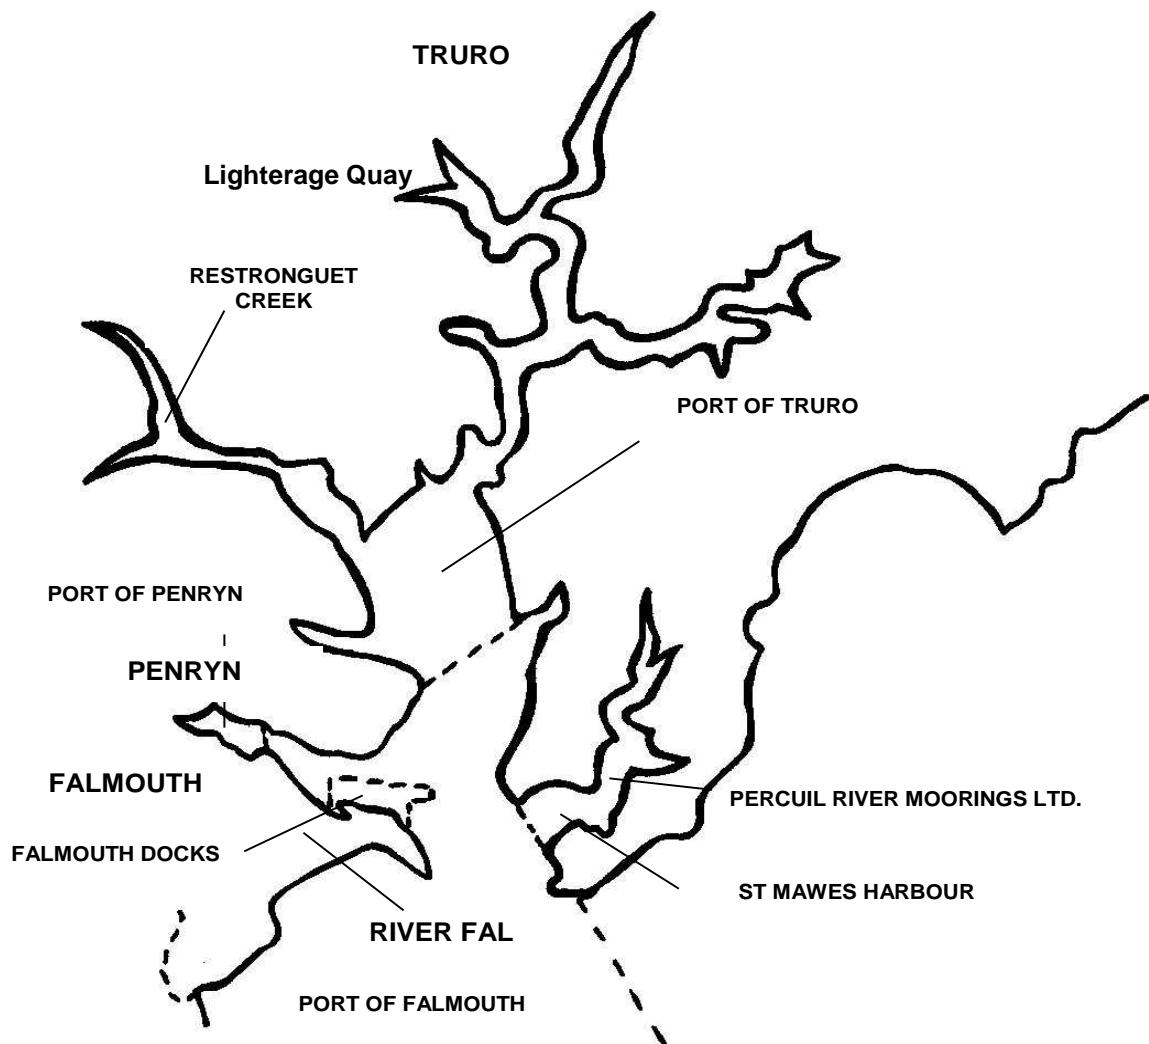 TRURO
Lighterage Quay
RESTRONGUET
CREEK
PORT OF TRURO
PORT OF PENRYN
PENRYN
FALMOUTH
PERCUIL RIVER MOORINGS LTD.
FALMOUTH DOCKS
ST MAWES HARBOUR
RIVER FAL
PORT OF FALMOUTH